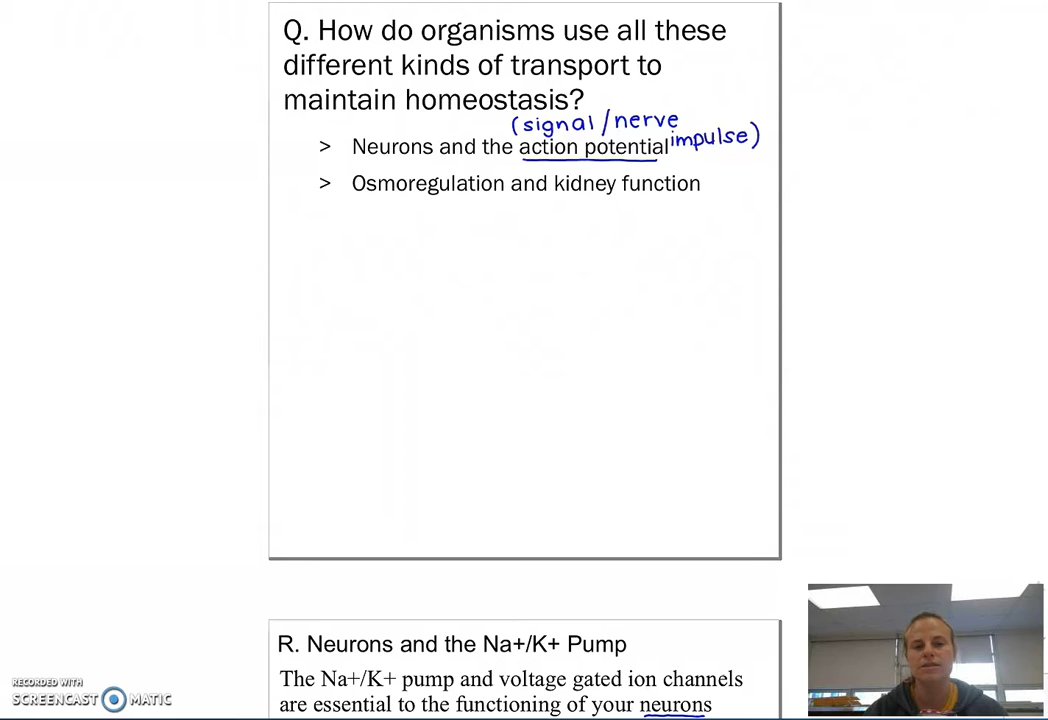 Q. How do organisms use all these
different kinds of transport to
maintain homeostasis?
(signal/nerve
> Neurons and the action potential impulse)
> Osmoregulation and kidney function
R. Neurons and the Na+/K+ Pump
The Na+/K+ pump and voltage gated ion channels
are essential to the functioning of your neurons
RECORDED WITH
SCREENCAST MATIC